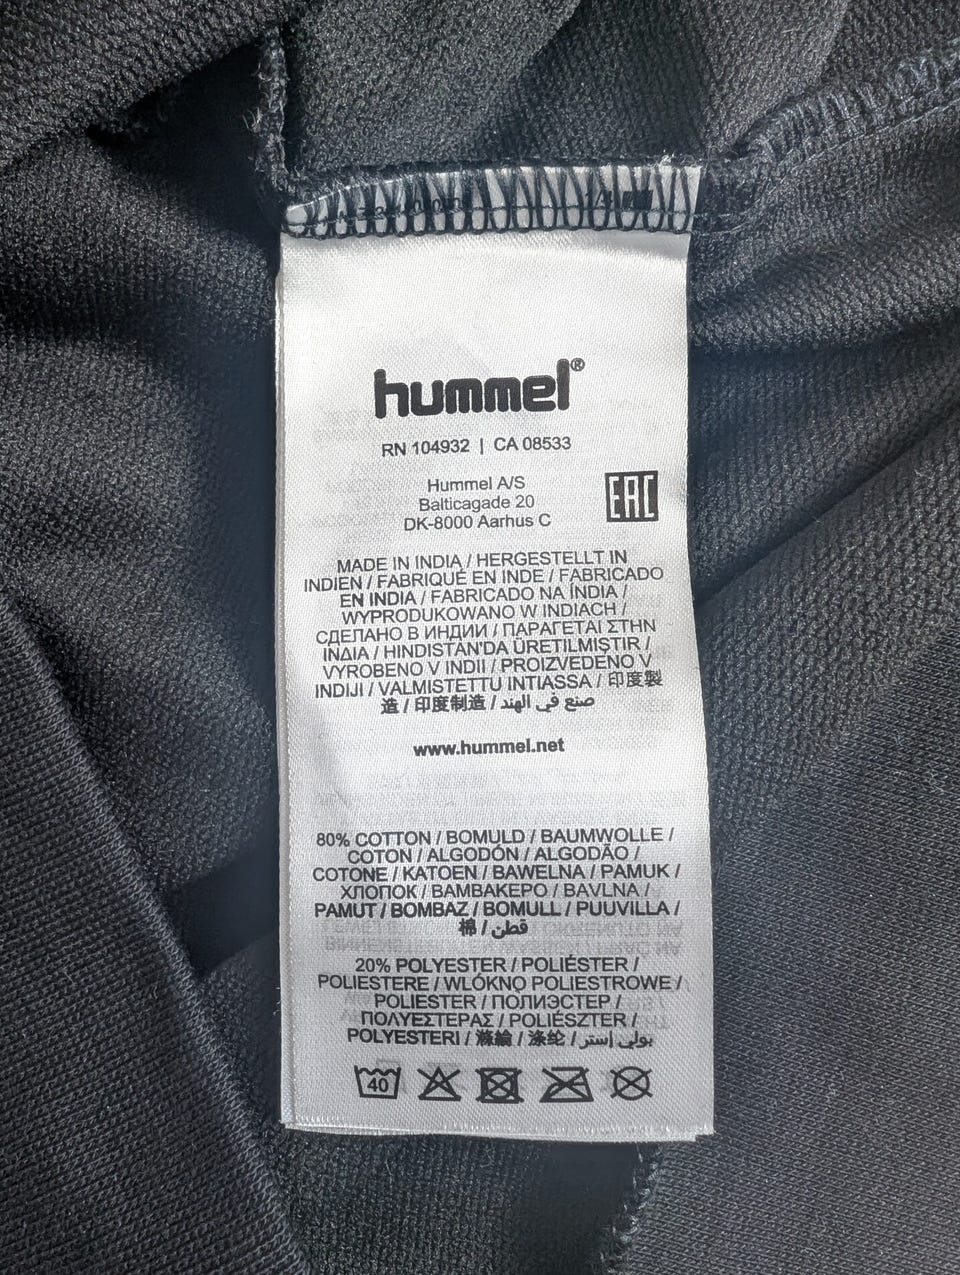 hummel®
RN 104932 | CA 08533
Hummel A/S
Balticagade 20
DK-8000 Aarhus C
EAC
MADE IN INDIA / HERGESTELLT IN
INDIEN / FABRIQUÉ EN INDE / FABRICADO
EN INDIA / FABRICADO NA ÍNDIA /
WYPRODUKOWANO W INDIACH /
СДЕЛАНО В ИНДИИ / ΠΑΡΑΓΕΤΑΙ ΣΤΗΝ
ΙΝΔΙΑ / HINDISTAN'DA ÜRETILMIŞTIR /
VYROBENO V INDII / PROIZVEDENO V
INDIJI / VALMISTETTU INTIASSA / 印度製
造 / 印度制造 / صنع في الهند
www.hummel.net
80% COTTON / BOMULD / BAUMWOLLE /
COTON / ALGODÓN / ALGODÃO /
COTONE / KATOEN / BAWELNA / PAMUK /
ХЛОПОК / ΒΑΜΒΑΚΕΡΟ / BAVLNA /
PAMUT / BOMBAZ / BOMULL / PUUVILLA /
棉 / قطن
20% POLYESTER / POLIÉSTER /
POLIESTERE / WLÓKNO POLIESTROWE /
POLIESTER / ПОЛИЭСТЕР /
ΠΟΛΥΕΣΤΕΡΑΣ / POLIÉSZTER /
POLYESTERI / 滌綸 / 涤纶 / بولي إستر
40